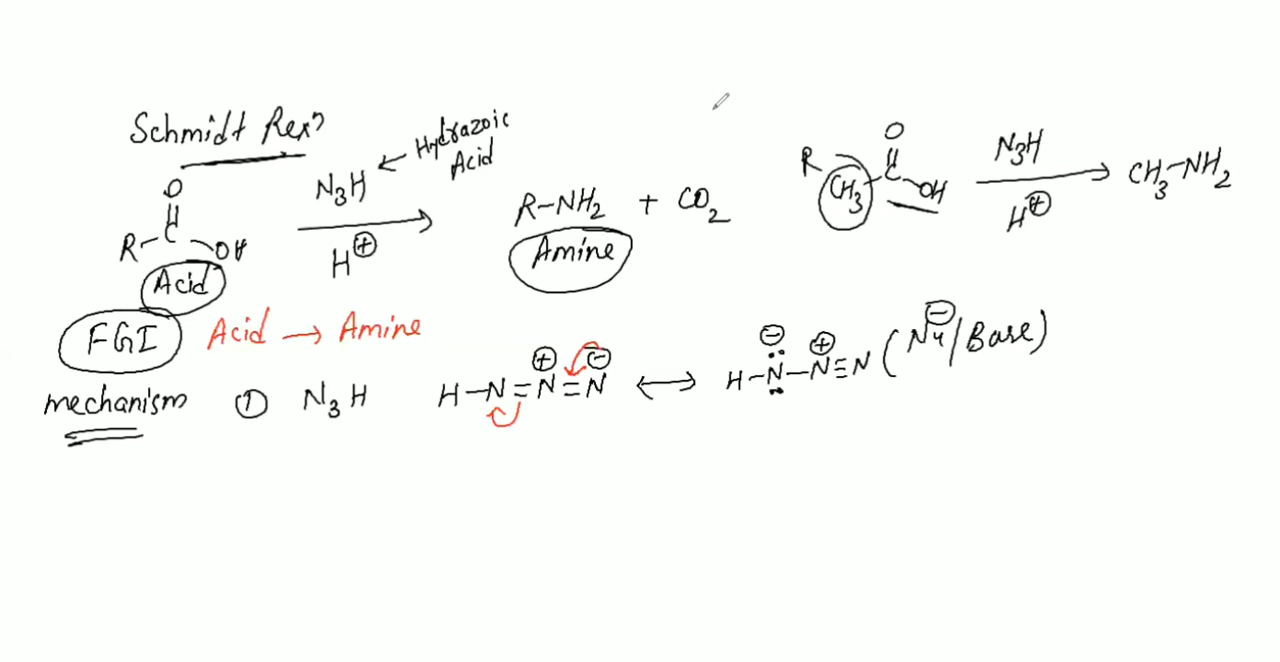 Schmidt Rexⁿ
R-C(=O)-OH N₃H ← Hydrazoic Acid H⊕ → R-NH₂ + CO₂
Acid Amine
R CH₃-C(=O)-OH N₃H H⊕ → CH₃-NH₂
FGI Acid → Amine
mechanism ① N₃H H-N=N⊕=N⊖ ↔ H-N̈⊖-N⊕≡N (Nu⊖/Base)